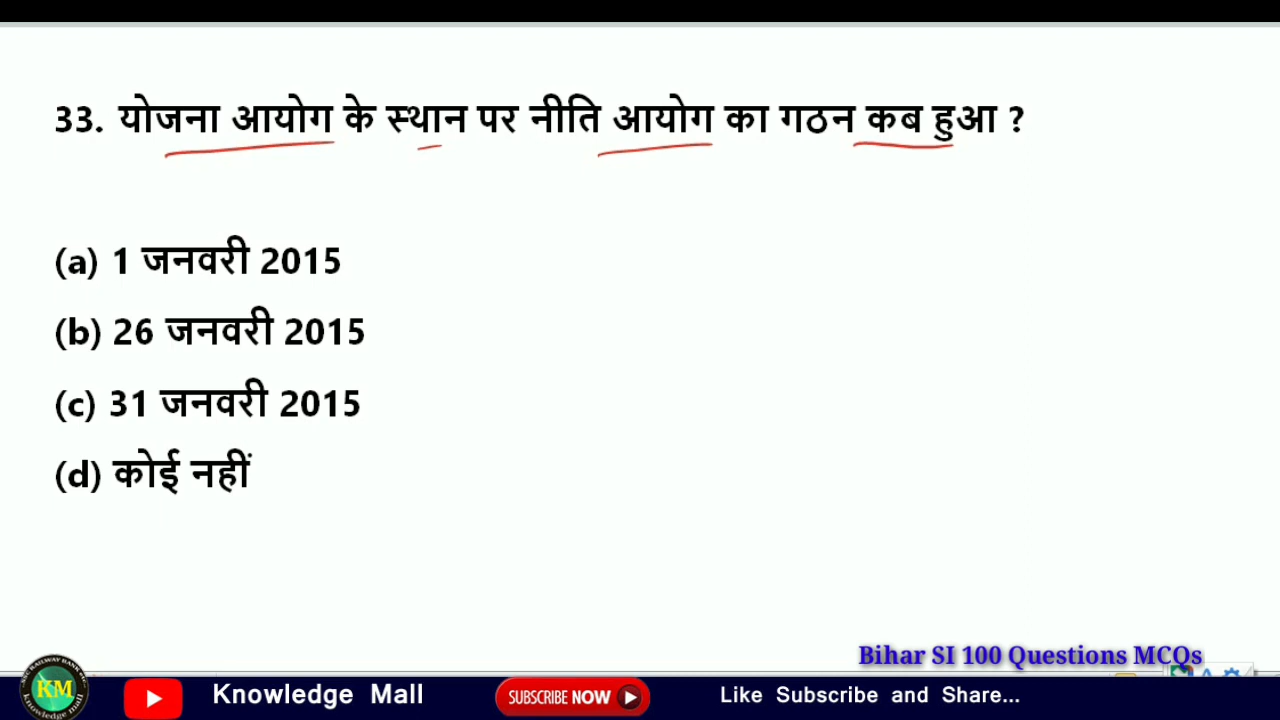 33. योजना आयोग के स्थान पर नीति आयोग का गठन कब हुआ ?
(a) 1 जनवरी 2015
(b) 26 जनवरी 2015
(c) 31 जनवरी 2015
(d) कोई नहीं
Bihar SI 100 Questions MCQs
KM
Knowledge Mall
SUBSCRIBE NOW
Like Subscribe and Share...